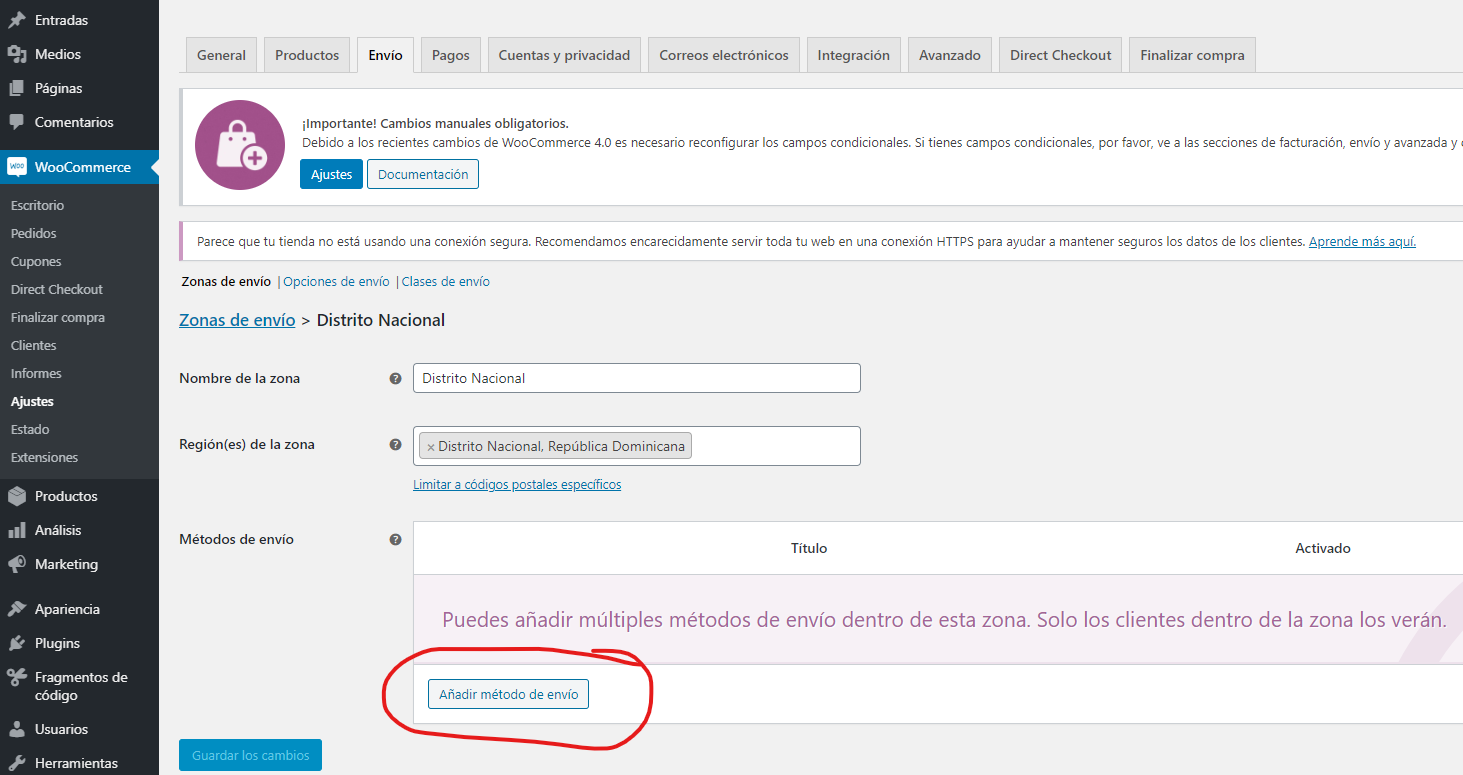 Entradas
Medios
Páginas
Comentarios
WOO
WooCommerce
Escritorio
Pedidos
Cupones
Direct Checkout
Finalizar compra
Clientes
Informes
Ajustes
Estado
Extensiones
Productos
Análisis
Marketing
Apariencia
Plugins
Fragmentos de
código
Usuarios
Herramientas
General Productos Envío Pagos Cuentas y privacidad Correos electrónicos Integración Avanzado Direct Checkout Finalizar compra
¡Importante! Cambios manuales obligatorios.
Debido a los recientes cambios de WooCommerce 4.0 es necesario reconfigurar los campos condicionales. Si tienes campos condicionales, por favor, ve a las secciones de facturación, envío y avanzada y
Ajustes Documentación
Parece que tu tienda no está usando una conexión segura. Recomendamos encarecidamente servir toda tu web en una conexión HTTPS para ayudar a mantener seguros los datos de los clientes. Aprende más aquí.
Zonas de envío | Opciones de envío | Clases de envío
Zonas de envío > Distrito Nacional
Nombre de la zona ? Distrito Nacional
Región(es) de la zona ? × Distrito Nacional, República Dominicana
Limitar a códigos postales específicos
Métodos de envío ? Título Activado
Puedes añadir múltiples métodos de envío dentro de esta zona. Solo los clientes dentro de la zona los verán.
Añadir método de envío
Guardar los cambios